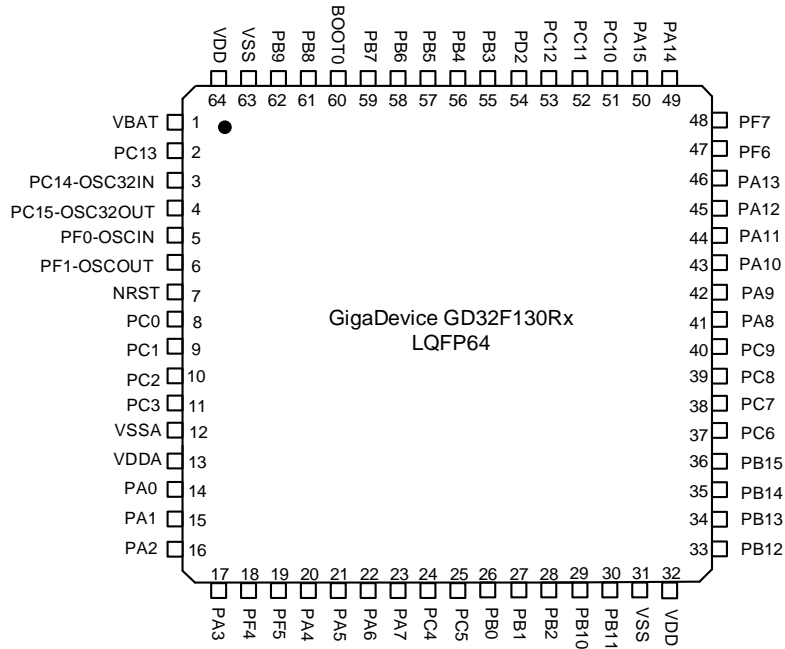 VDD VSS PB9 PB8 BOOT0 PB7 PB6 PB5 PB4 PB3 PD2 PC12 PC11 PC10 PA15 PA14
64 63 62 61 60 59 58 57 56 55 54 53 52 51 50 49
VBAT 1
PC13 2
PC14-OSC32IN 3
PC15-OSC32OUT 4
PF0-OSCIN 5
PF1-OSCOUT 6
NRST 7
PC0 8
PC1 9
PC2 10
PC3 11
VSSA 12
VDDA 13
PA0 14
PA1 15
PA2 16
GigaDevice GD32F130Rx
LQFP64
48 PF7
47 PF6
46 PA13
45 PA12
44 PA11
43 PA10
42 PA9
41 PA8
40 PC9
39 PC8
38 PC7
37 PC6
36 PB15
35 PB14
34 PB13
33 PB12
17 18 19 20 21 22 23 24 25 26 27 28 29 30 31 32
PA3 PF4 PF5 PA4 PA5 PA6 PA7 PC4 PC5 PB0 PB1 PB2 PB10 PB11 VSS VDD